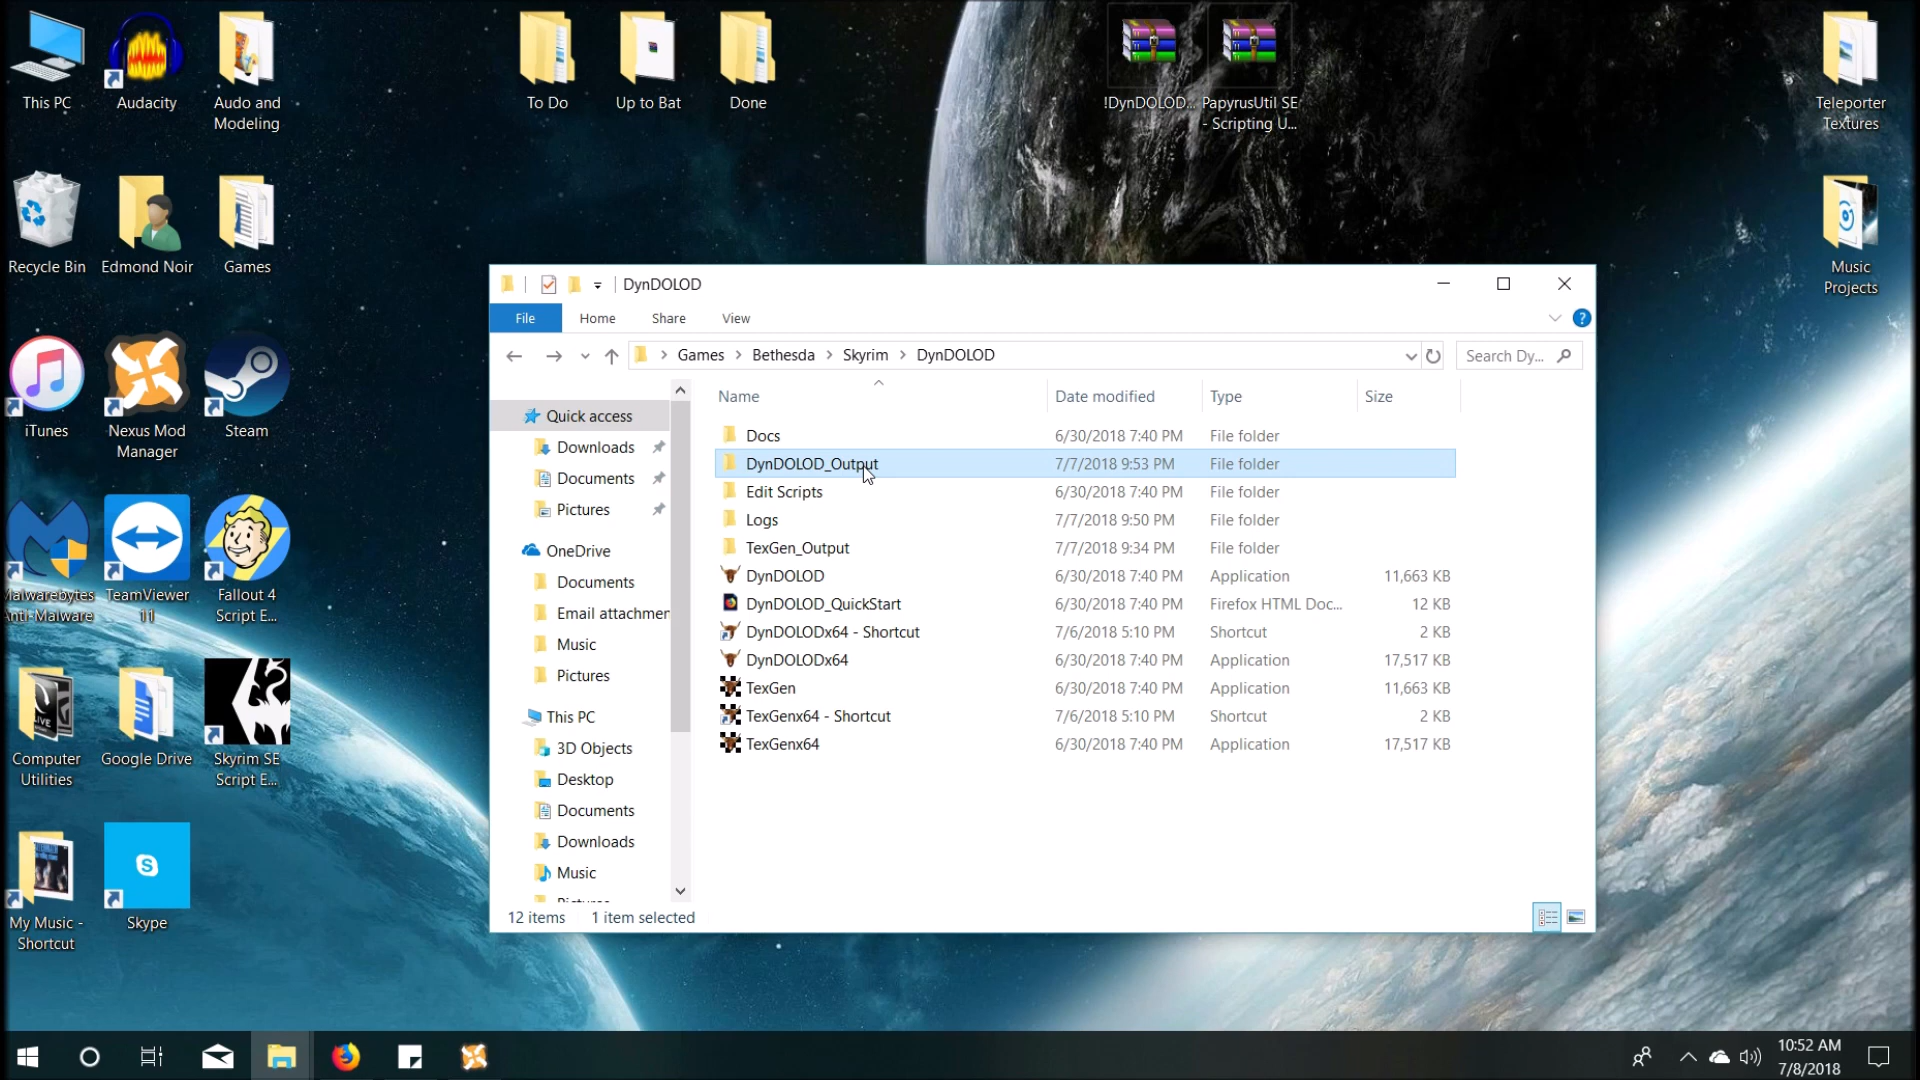 This PC
Audacity
Audo and
Modeling
To Do
Up to Bat
Done
!DynDOLOD...
PapyrusUtil SE
- Scripting U...
Teleporter
Textures
Recycle Bin
Edmond Noir
Games
Music
Projects
iTunes
Nexus Mod
Manager
Steam
Malwarebytes
Anti-Malware
TeamViewer
11
Fallout 4
Script E...
Computer
Utilities
Google Drive
Skyrim SE
Script E...
My Music -
Shortcut
Skype
DynDOLOD
File
Home
Share
View
Games
Bethesda
Skyrim
DynDOLOD
Search Dy...
Quick access
Downloads
Documents
Pictures
OneDrive
Documents
Email attachmen
Music
Pictures
This PC
3D Objects
Desktop
Documents
Downloads
Music
Name Date modified Type Size
Docs 6/30/2018 7:40 PM File folder
DynDOLOD_Output 7/7/2018 9:53 PM File folder
Edit Scripts 6/30/2018 7:40 PM File folder
Logs 7/7/2018 9:50 PM File folder
TexGen_Output 7/7/2018 9:34 PM File folder
DynDOLOD 6/30/2018 7:40 PM Application 11,663 KB
DynDOLOD_QuickStart 6/30/2018 7:40 PM Firefox HTML Doc... 12 KB
DynDOLODx64 - Shortcut 7/6/2018 5:10 PM Shortcut 2 KB
DynDOLODx64 6/30/2018 7:40 PM Application 17,517 KB
TexGen 6/30/2018 7:40 PM Application 11,663 KB
TexGenx64 - Shortcut 7/6/2018 5:10 PM Shortcut 2 KB
TexGenx64 6/30/2018 7:40 PM Application 17,517 KB
12 items 1 item selected
10:52 AM
7/8/2018